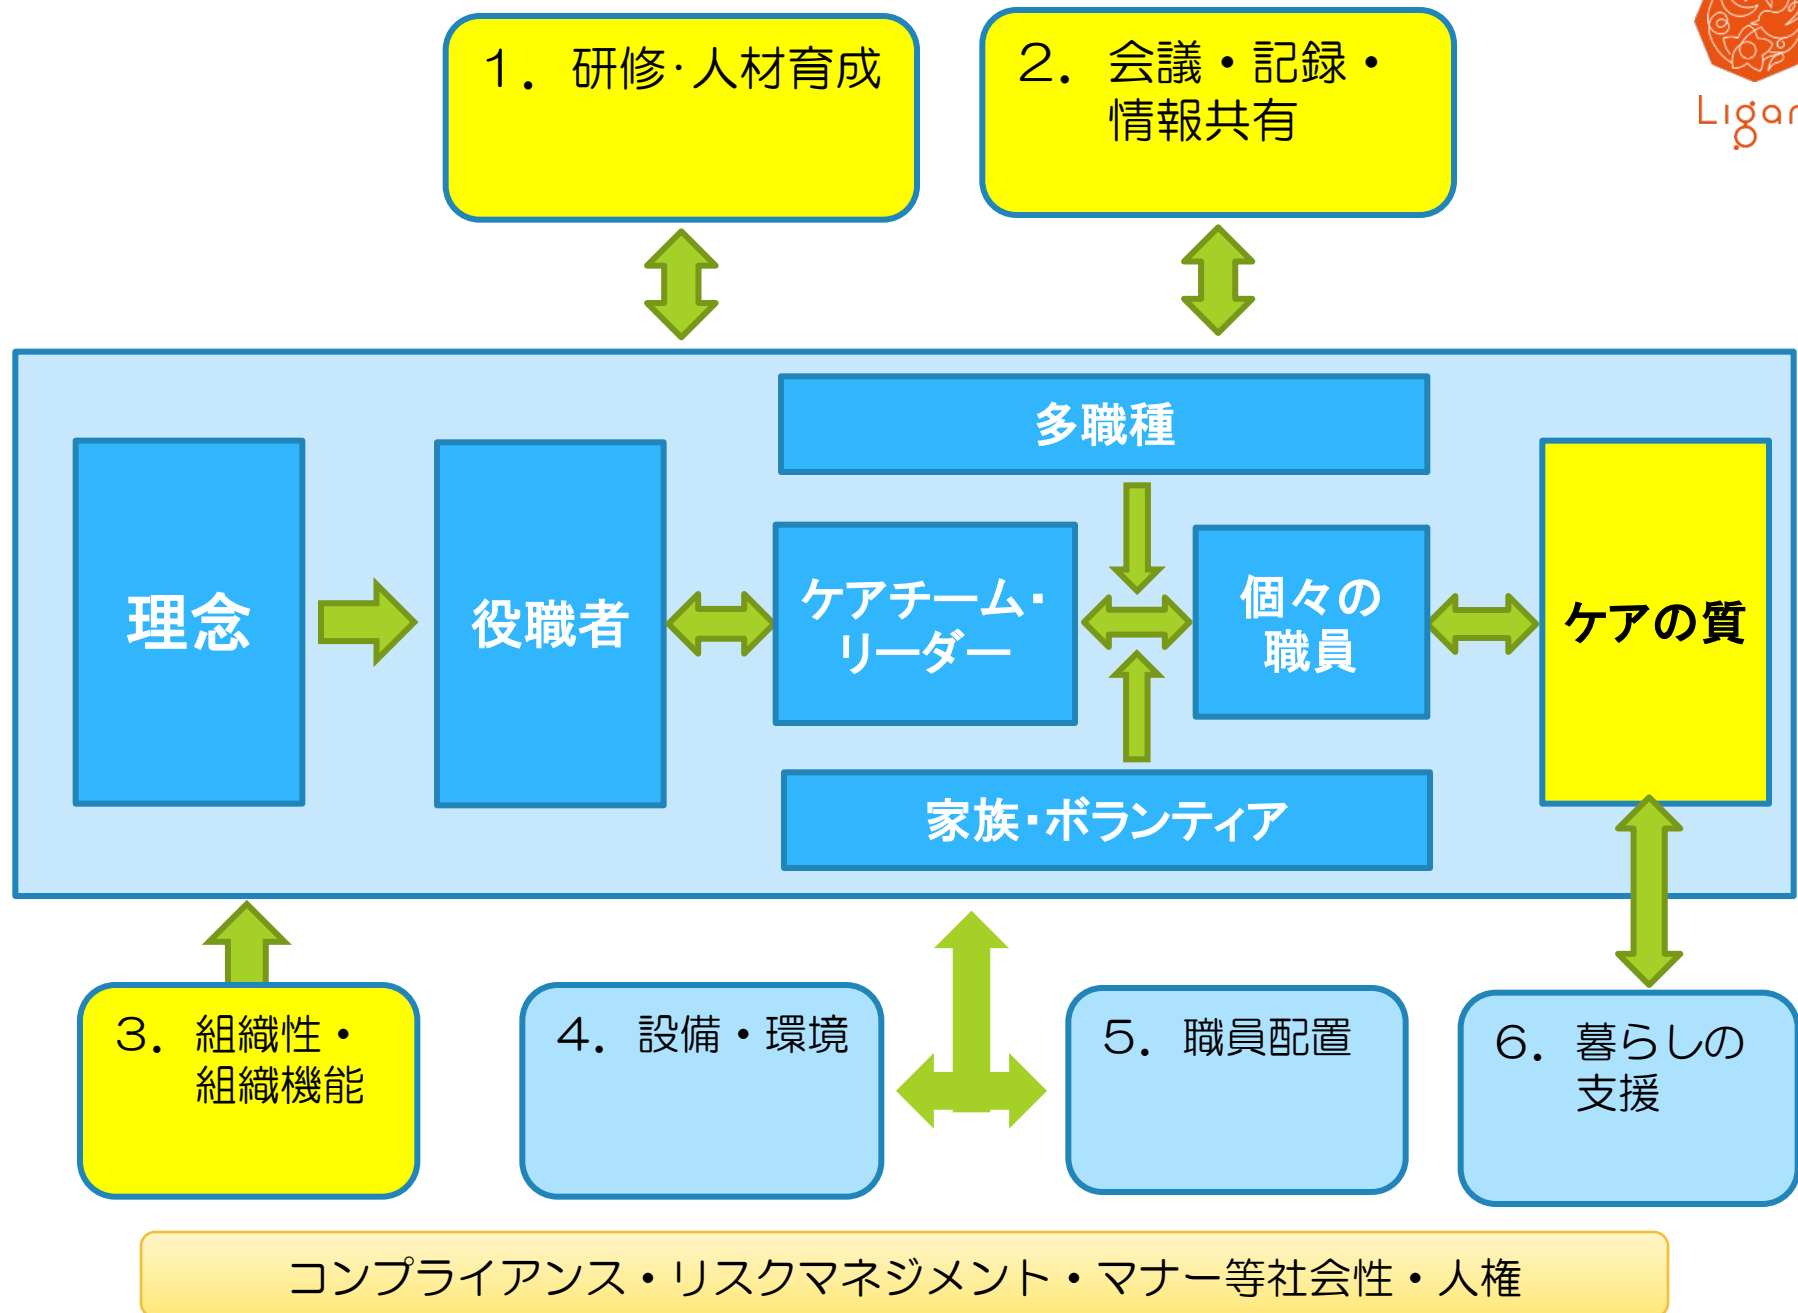 １．研修・人材育成
２．会議・記録・
情報共有
多職種
理念
役職者
ケアチーム・
リーダー
個々の
職員
ケアの質
家族・ボランティア
３．組織性・
組織機能
４．設備・環境
５．職員配置
６．暮らしの
支援
コンプライアンス・リスクマネジメント・マナー等社会性・人権